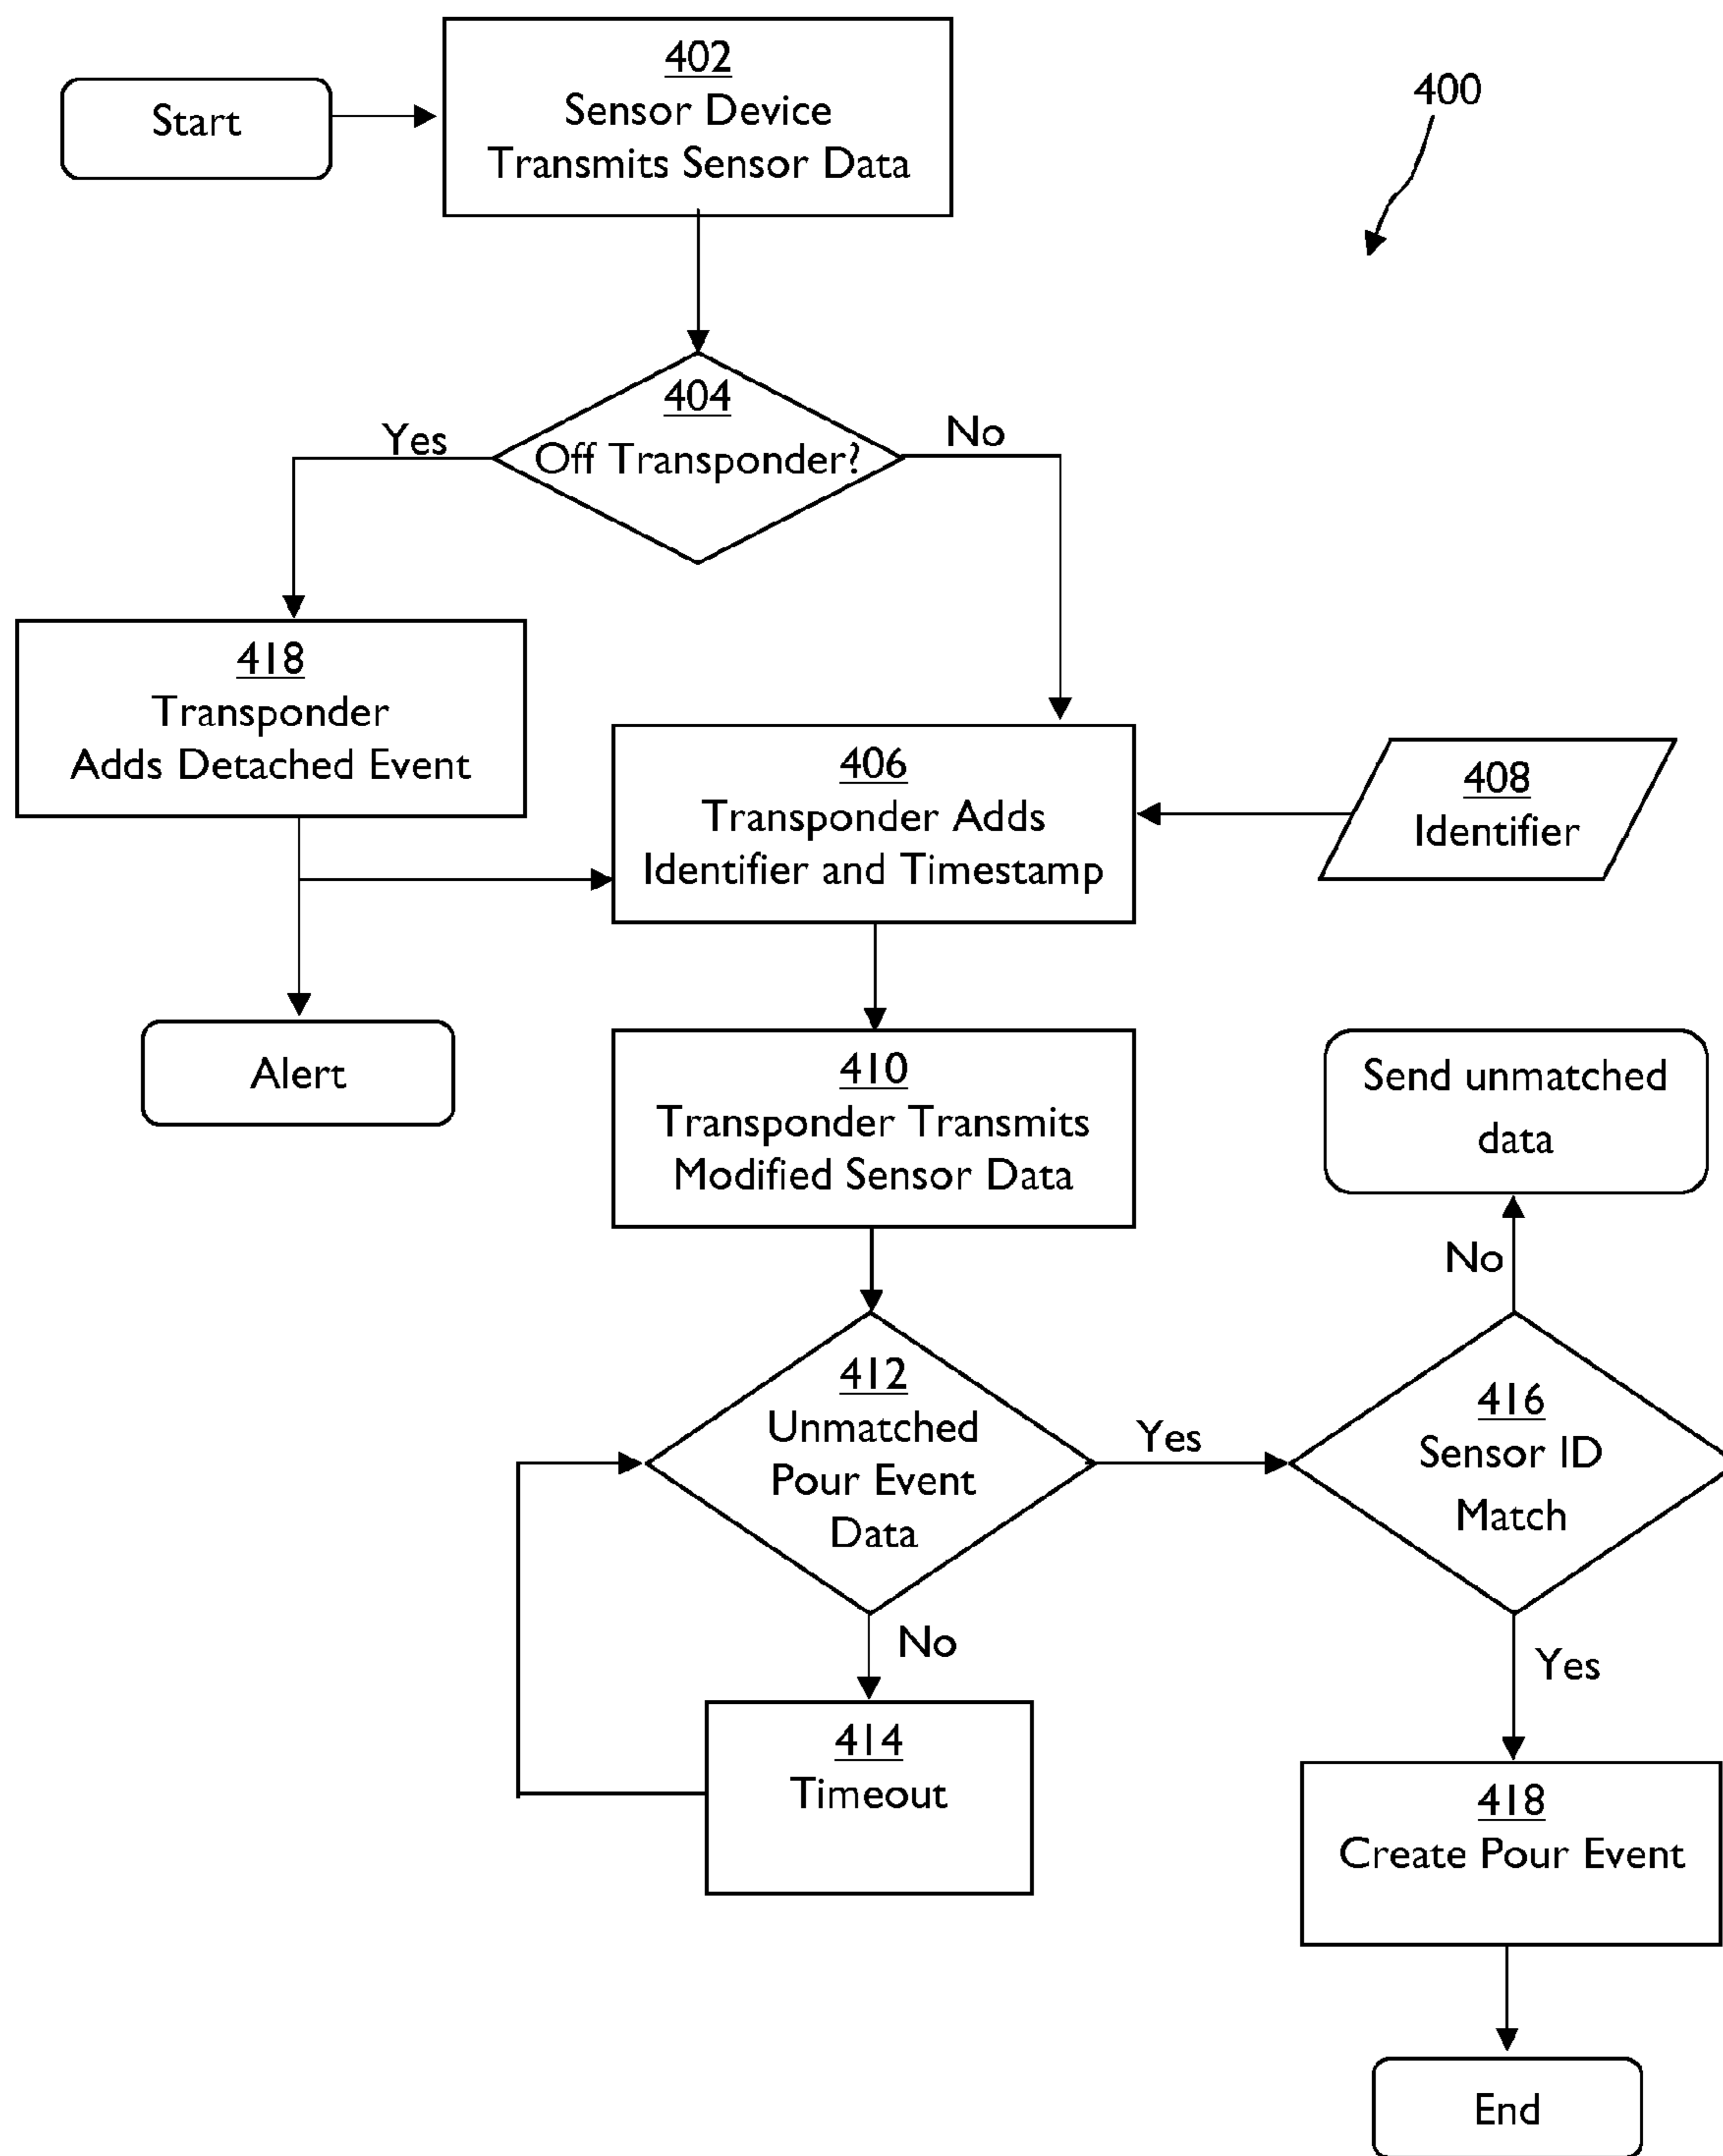 402
Sensor Device
Transmits Sensor Data
Start
400
404
Off Transponder?
Yes
No
418
Transponder
Adds Detached Event
406
Transponder Adds
Identifier and Timestamp
408
Identifier
Alert
410
Transponder Transmits
Modified Sensor Data
Send unmatched
data
No
412
Unmatched
Pour Event
Data
Yes
416
Sensor ID
Match
No
Yes
414
Timeout
418
Create Pour Event
End